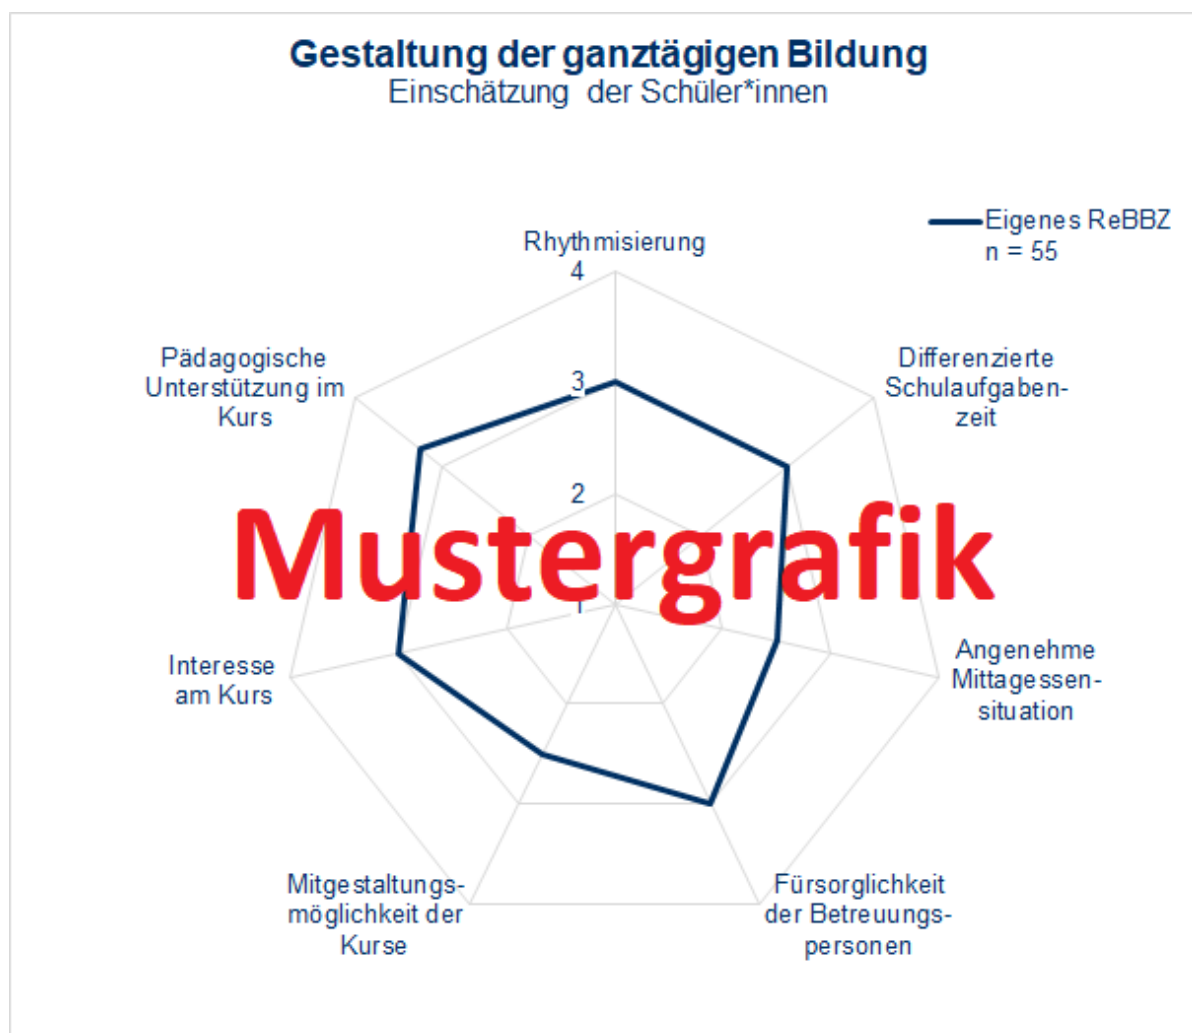 Gestaltung der ganztägigen Bildung
Einschätzung der Schüler*innen
Eigenes ReBBZ
n = 55
Rhythmisierung
4
3
2
1
Differenzierte
Schulaufgaben-
zeit
Angenehme
Mittagessen-
situation
Fürsorglichkeit
der Betreuungs-
personen
Mitgestaltungs-
möglichkeit der
Kurse
Interesse
am Kurs
Pädagogische
Unterstützung im
Kurs
Mustergrafik